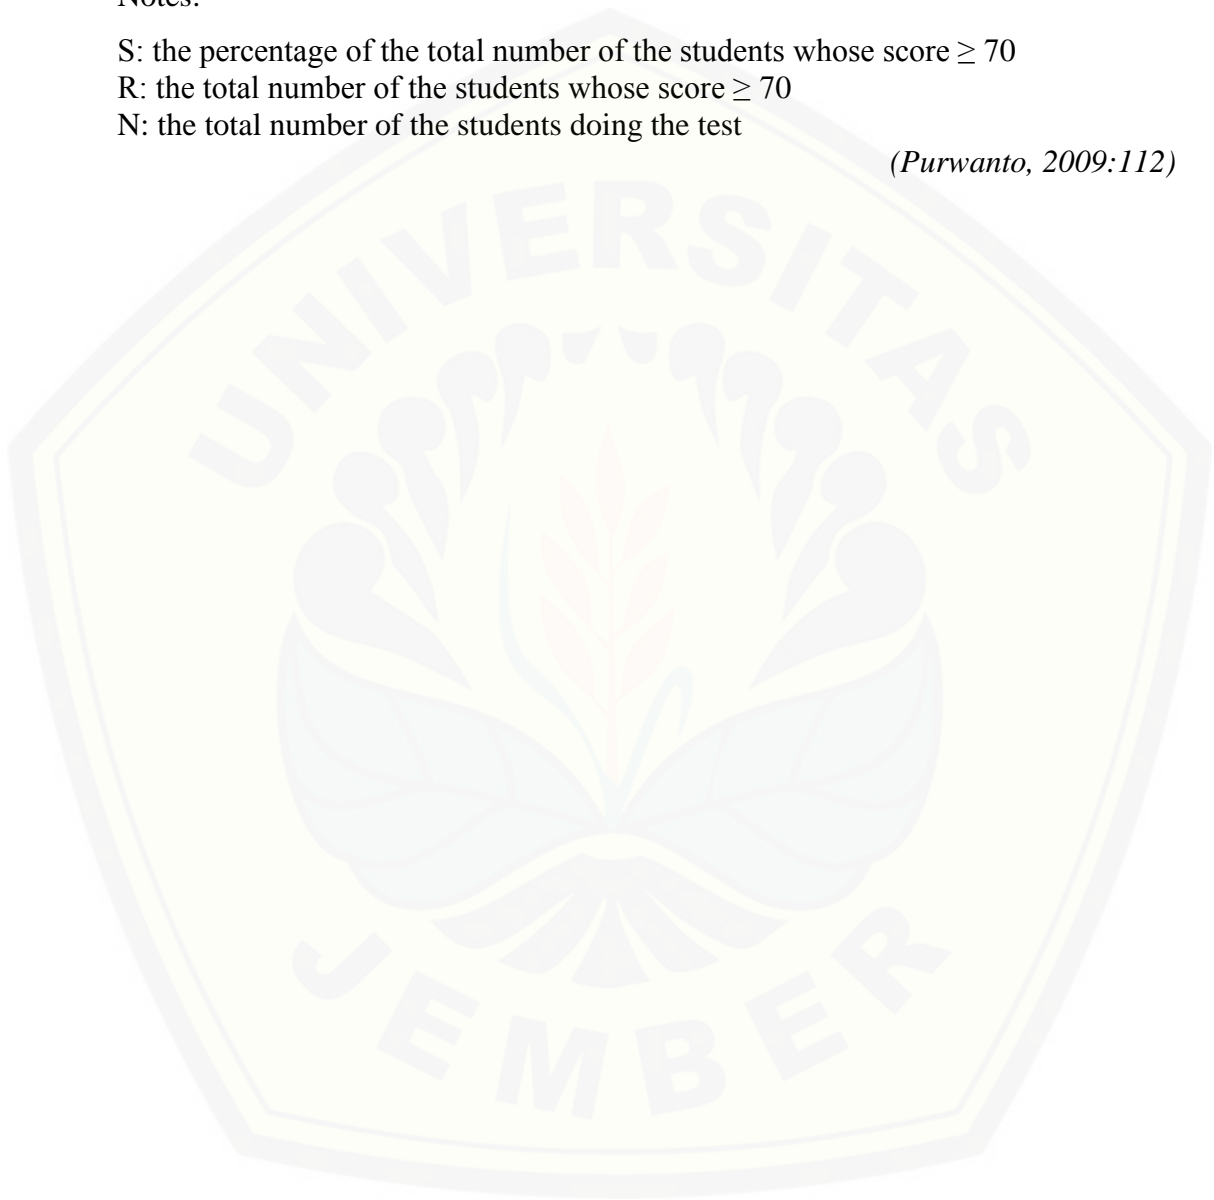 Notes:
S: the percentage of the total number of the students whose score ≥ 70
R: the total number of the students whose score ≥ 70
N: the total number of the students doing the test
(Purwanto, 2009:112)
UNIVERSITAS
JEMBER